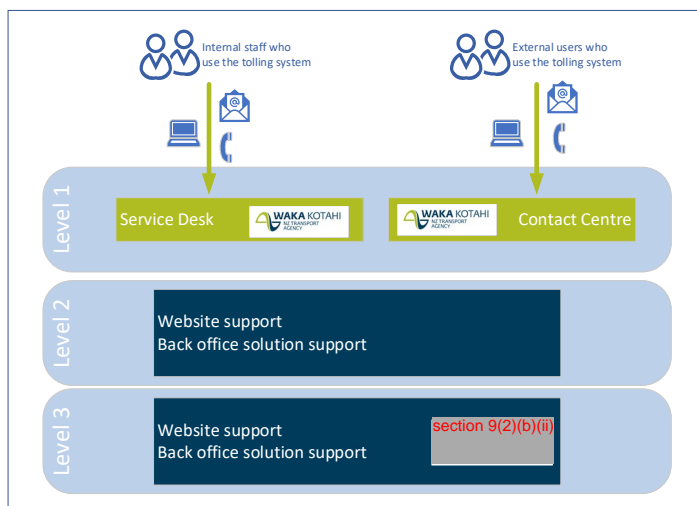 Internal staff who
use the tolling system
External users who
use the tolling system
@
@
Level 1
Service Desk
WAKA KOTAHI
NZ TRANSPORT
AGENCY
WAKA KOTAHI
NZ TRANSPORT
AGENCY
Contact Centre
Level 2
Website support
Back office solution support
Level 3
Website support
Back office solution support
section 9(2)(b)(ii)